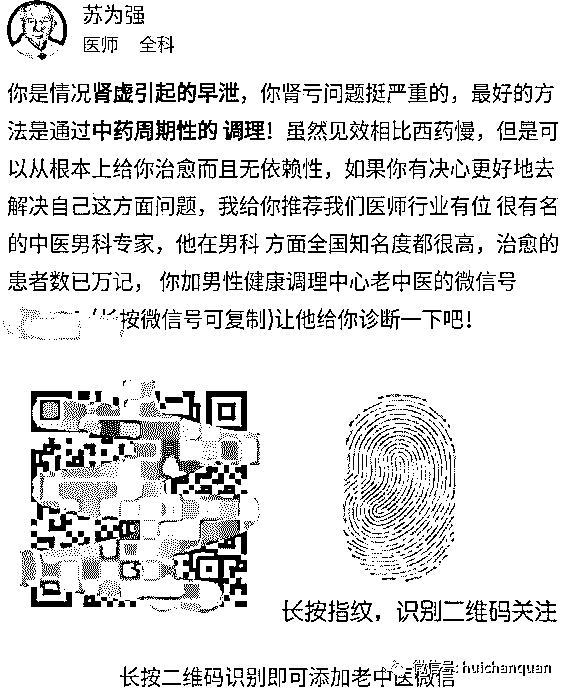 苏为强
医师 全科
你是情况肾虚引起的早泄，你肾亏问题挺严重的，最好的方
法是通过中药周期性的 调理！虽然见效相比西药慢，但是可
以从根本上给你治愈而且无依赖性，如果你有决心更好地去
解决自己这方面问题，我给你推荐我们医师行业有位 很有名
的中医男科专家，他在男科 方面全国知名度都很高，治愈的
患者数已万记， 你加男性健康调理中心老中医的微信号
(长按微信号可复制)让他给你诊断一下吧！
长按指纹，识别二维码关注
长按二维码识别即可添加老中医微信
微信号: huichanquan